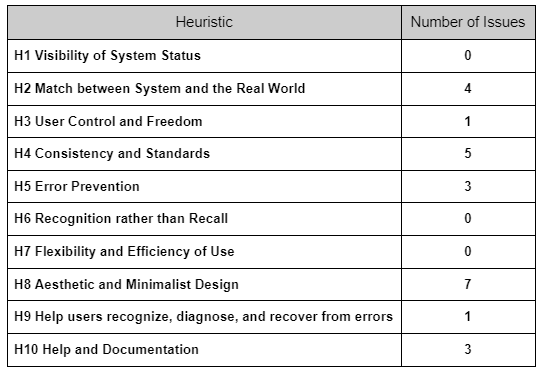 Heuristic Number of Issues
H1 Visibility of System Status 0
H2 Match between System and the Real World 4
H3 User Control and Freedom 1
H4 Consistency and Standards 5
H5 Error Prevention 3
H6 Recognition rather than Recall 0
H7 Flexibility and Efficiency of Use 0
H8 Aesthetic and Minimalist Design 7
H9 Help users recognize, diagnose, and recover from errors 1
H10 Help and Documentation 3